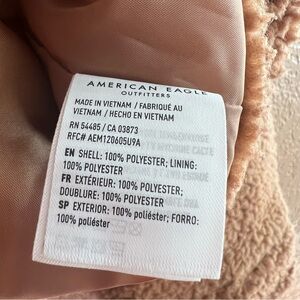 AMERICAN EAGLE
OUTFITTERS
MADE IN VIETNAM / FABRIQUÉ AU
VIETNAM / HECHO EN VIETNAM
RN 54485/ CA 03873
RFC# AEM120605U9A
EN SHELL: 100% POLYESTER; LINING:
100% POLYESTER
FR EXTÉRIEUR: 100% POLYESTER;
DOUBLURE: 100% POLYESTER
SP EXTERIOR: 100% poliéster; FORRO:
100% poliéster